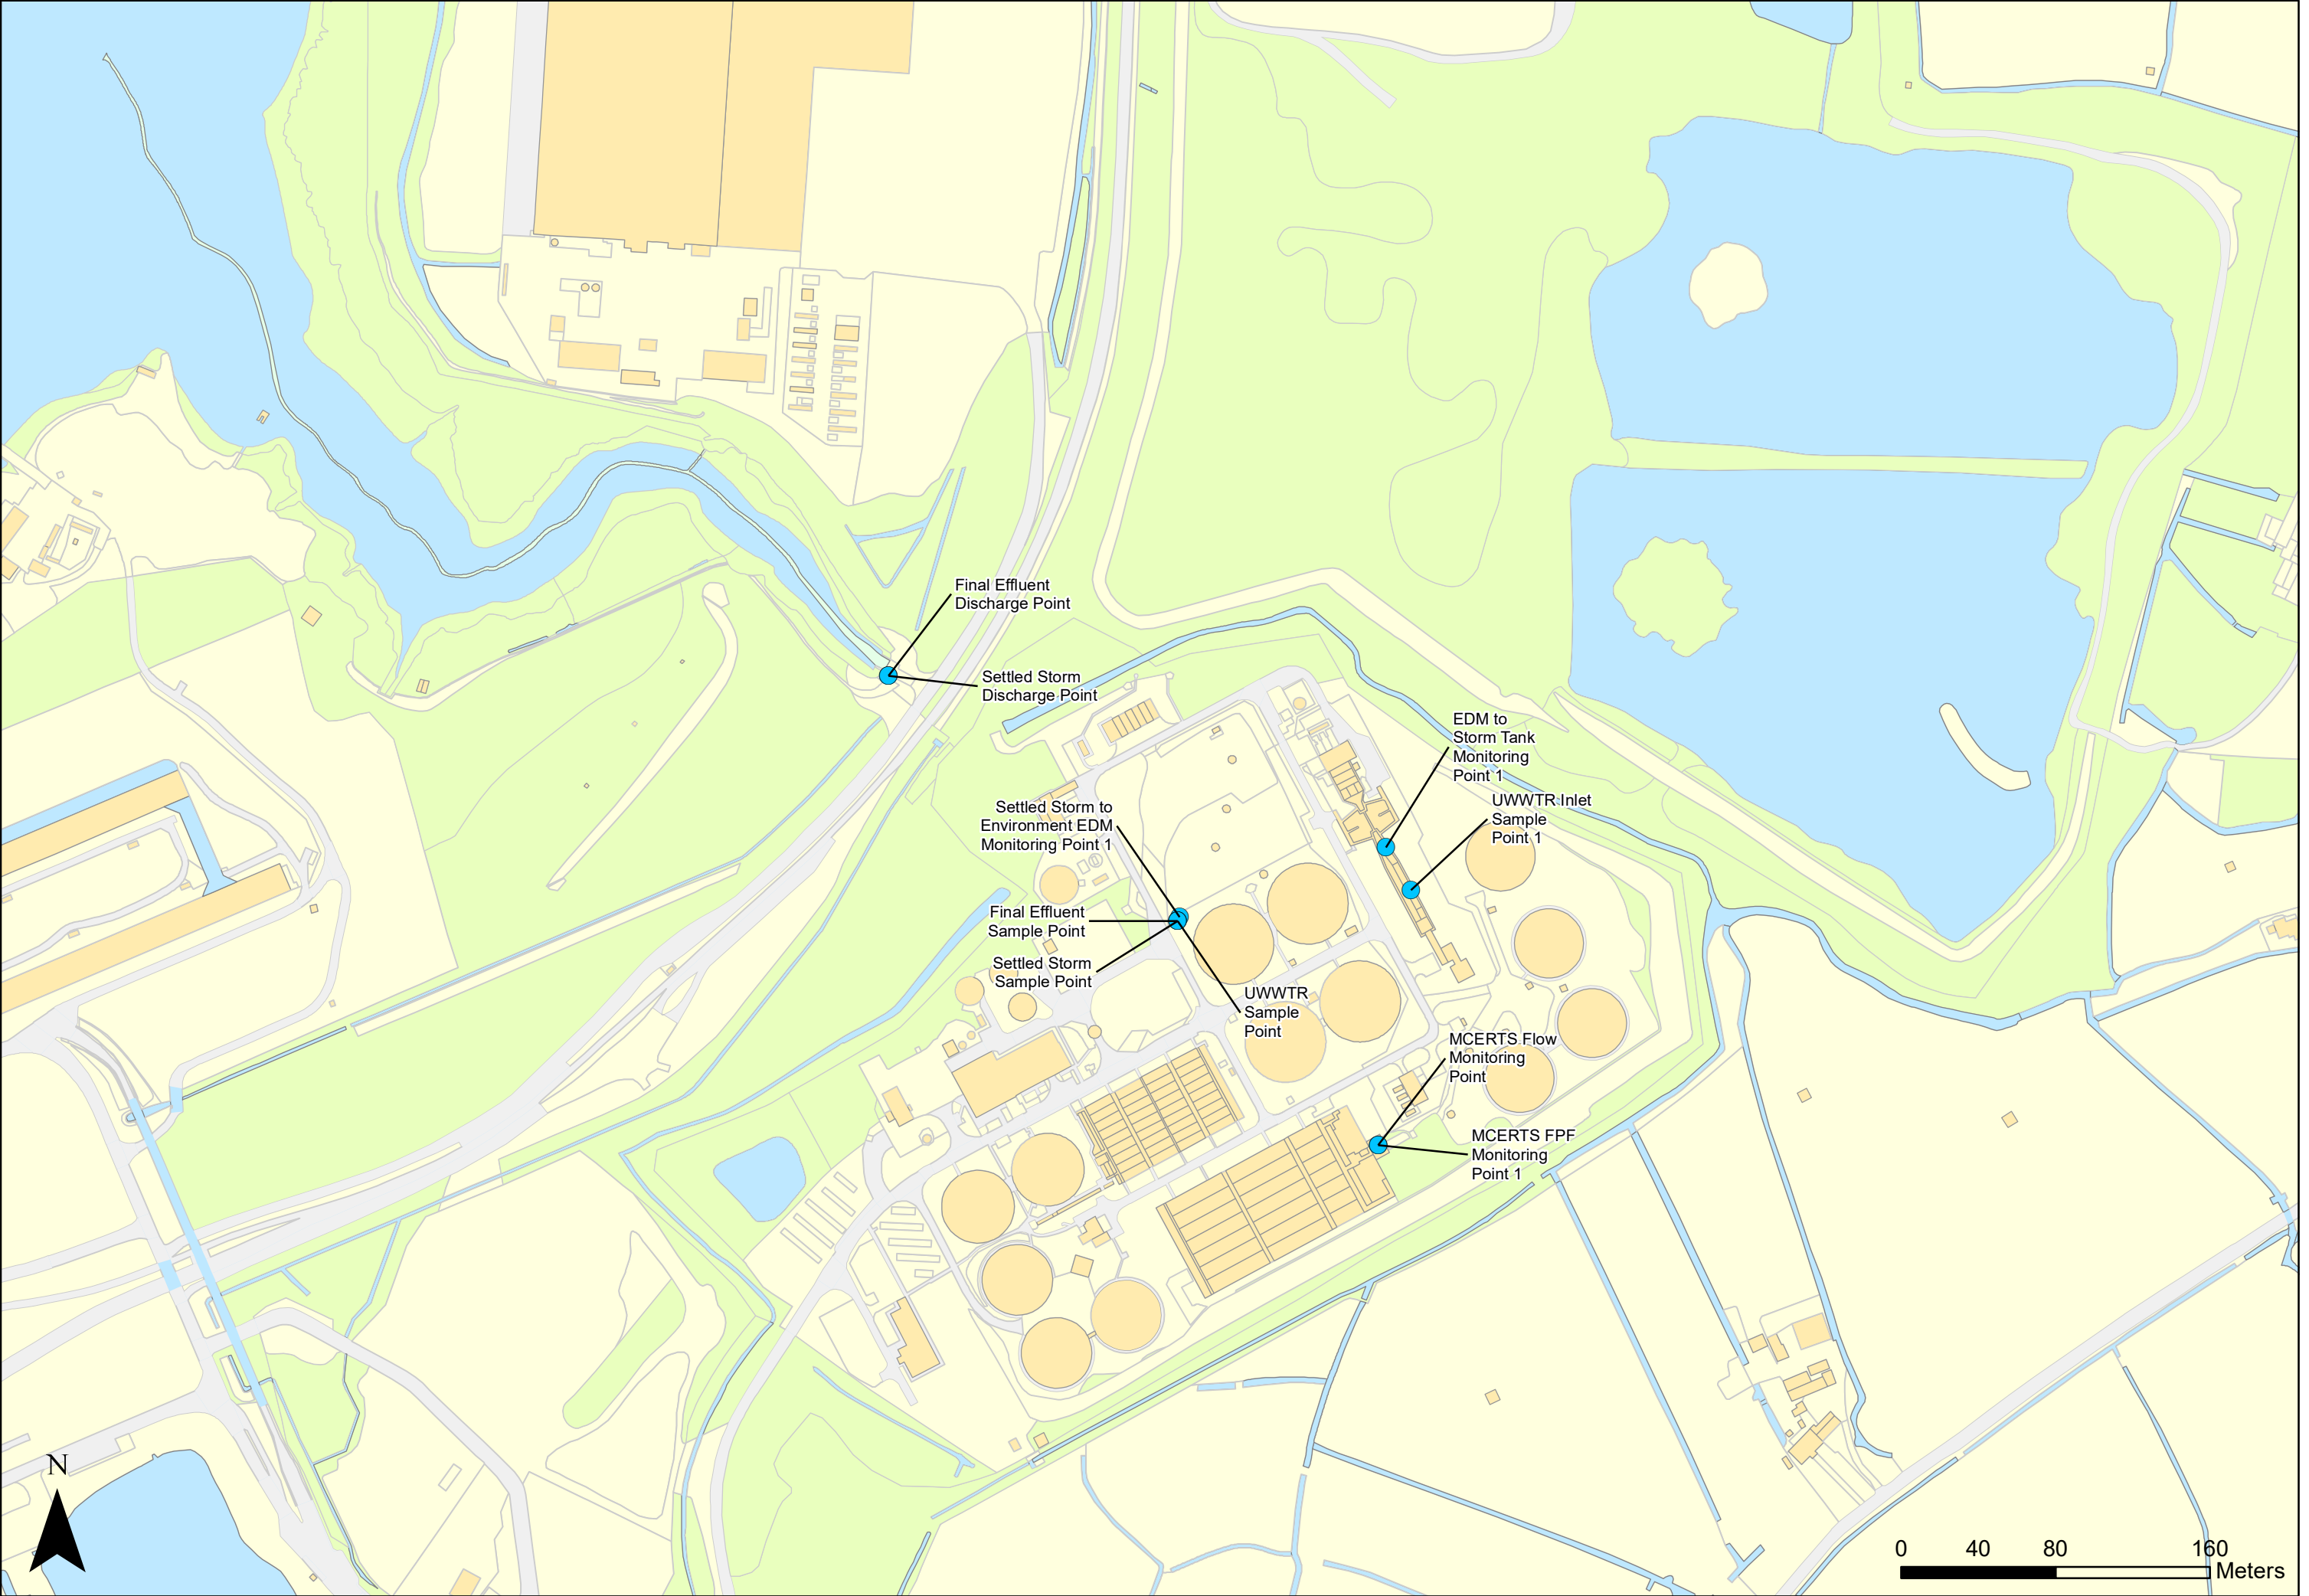 Final Effluent
Discharge Point
Settled Storm
Discharge Point
EDM to
Storm Tank
Monitoring
Point 1
UWWTR Inlet
Sample
Point 1
Settled Storm to
Environment EDM
Monitoring Point 1
Final Effluent
Sample Point
Settled Storm
Sample Point
UWWTR
Sample
Point
MCERTS Flow
Monitoring
Point
MCERTS FPF
Monitoring
Point 1
N
0 40 80 160
Meters